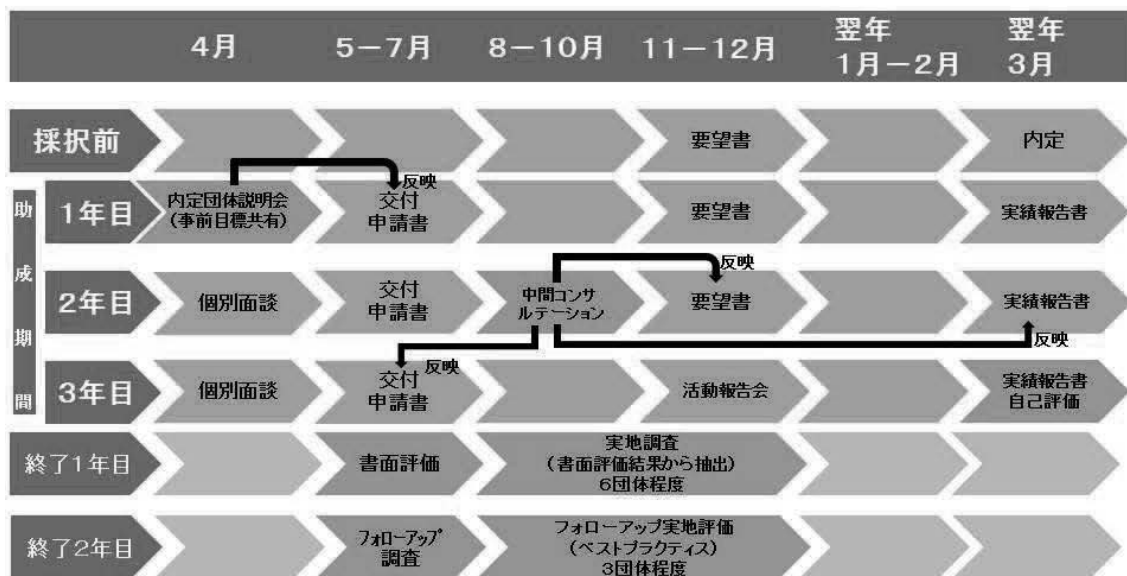 4月
5－7月
8－10月
11－12月
翌年
1月－2月
翌年
3月
採択前
要望書
内定
助成期間
1年目
内定団体説明会
(事前目標共有)
反映
交付
申請書
要望書
実績報告書
2年目
個別面談
交付
申請書
中間コンサ
ルテーション
反映
要望書
実績報告書
反映
3年目
個別面談
反映
交付
申請書
活動報告会
実績報告書
自己評価
終了1年目
書面評価
実地調査
(書面評価結果から抽出)
6団体程度
終了2年目
フォローアップ
調査
フォローアップ実地評価
(ベストプラクティス)
3団体程度